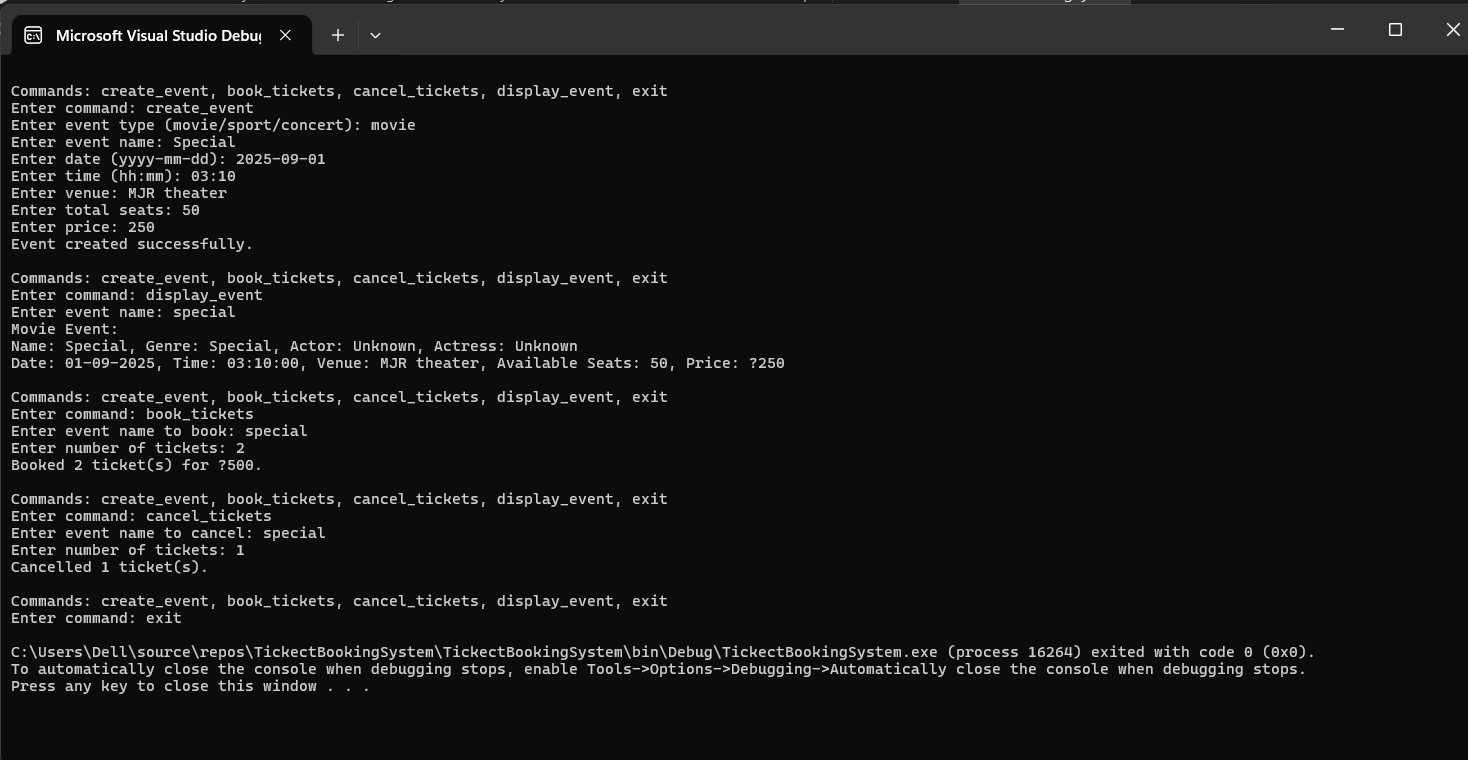 Microsoft Visual Studio Debug
Commands: create_event, book_tickets, cancel_tickets, display_event, exit
Enter command: create_event
Enter event type (movie/sport/concert): movie
Enter event name: Special
Enter date (yyyy-mm-dd): 2025-09-01
Enter time (hh:mm): 03:10
Enter venue: MJR theater
Enter total seats: 50
Enter price: 250
Event created successfully.
Commands: create_event, book_tickets, cancel_tickets, display_event, exit
Enter command: display_event
Enter event name: special
Movie Event:
Name: Special, Genre: Special, Actor: Unknown, Actress: Unknown
Date: 01-09-2025, Time: 03:10:00, Venue: MJR theater, Available Seats: 50, Price: ?250
Commands: create_event, book_tickets, cancel_tickets, display_event, exit
Enter command: book_tickets
Enter event name to book: special
Enter number of tickets: 2
Booked 2 ticket(s) for ?500.
Commands: create_event, book_tickets, cancel_tickets, display_event, exit
Enter command: cancel_tickets
Enter event name to cancel: special
Enter number of tickets: 1
Cancelled 1 ticket(s).
Commands: create_event, book_tickets, cancel_tickets, display_event, exit
Enter command: exit
C:\Users\Dell\source\repos\TickectBookingSystem\TickectBookingSystem\bin\Debug\TickectBookingSystem.exe (process 16264) exited with code 0 (0x0).
To automatically close the console when debugging stops, enable Tools->Options->Debugging->Automatically close the console when debugging stops.
Press any key to close this window . . .